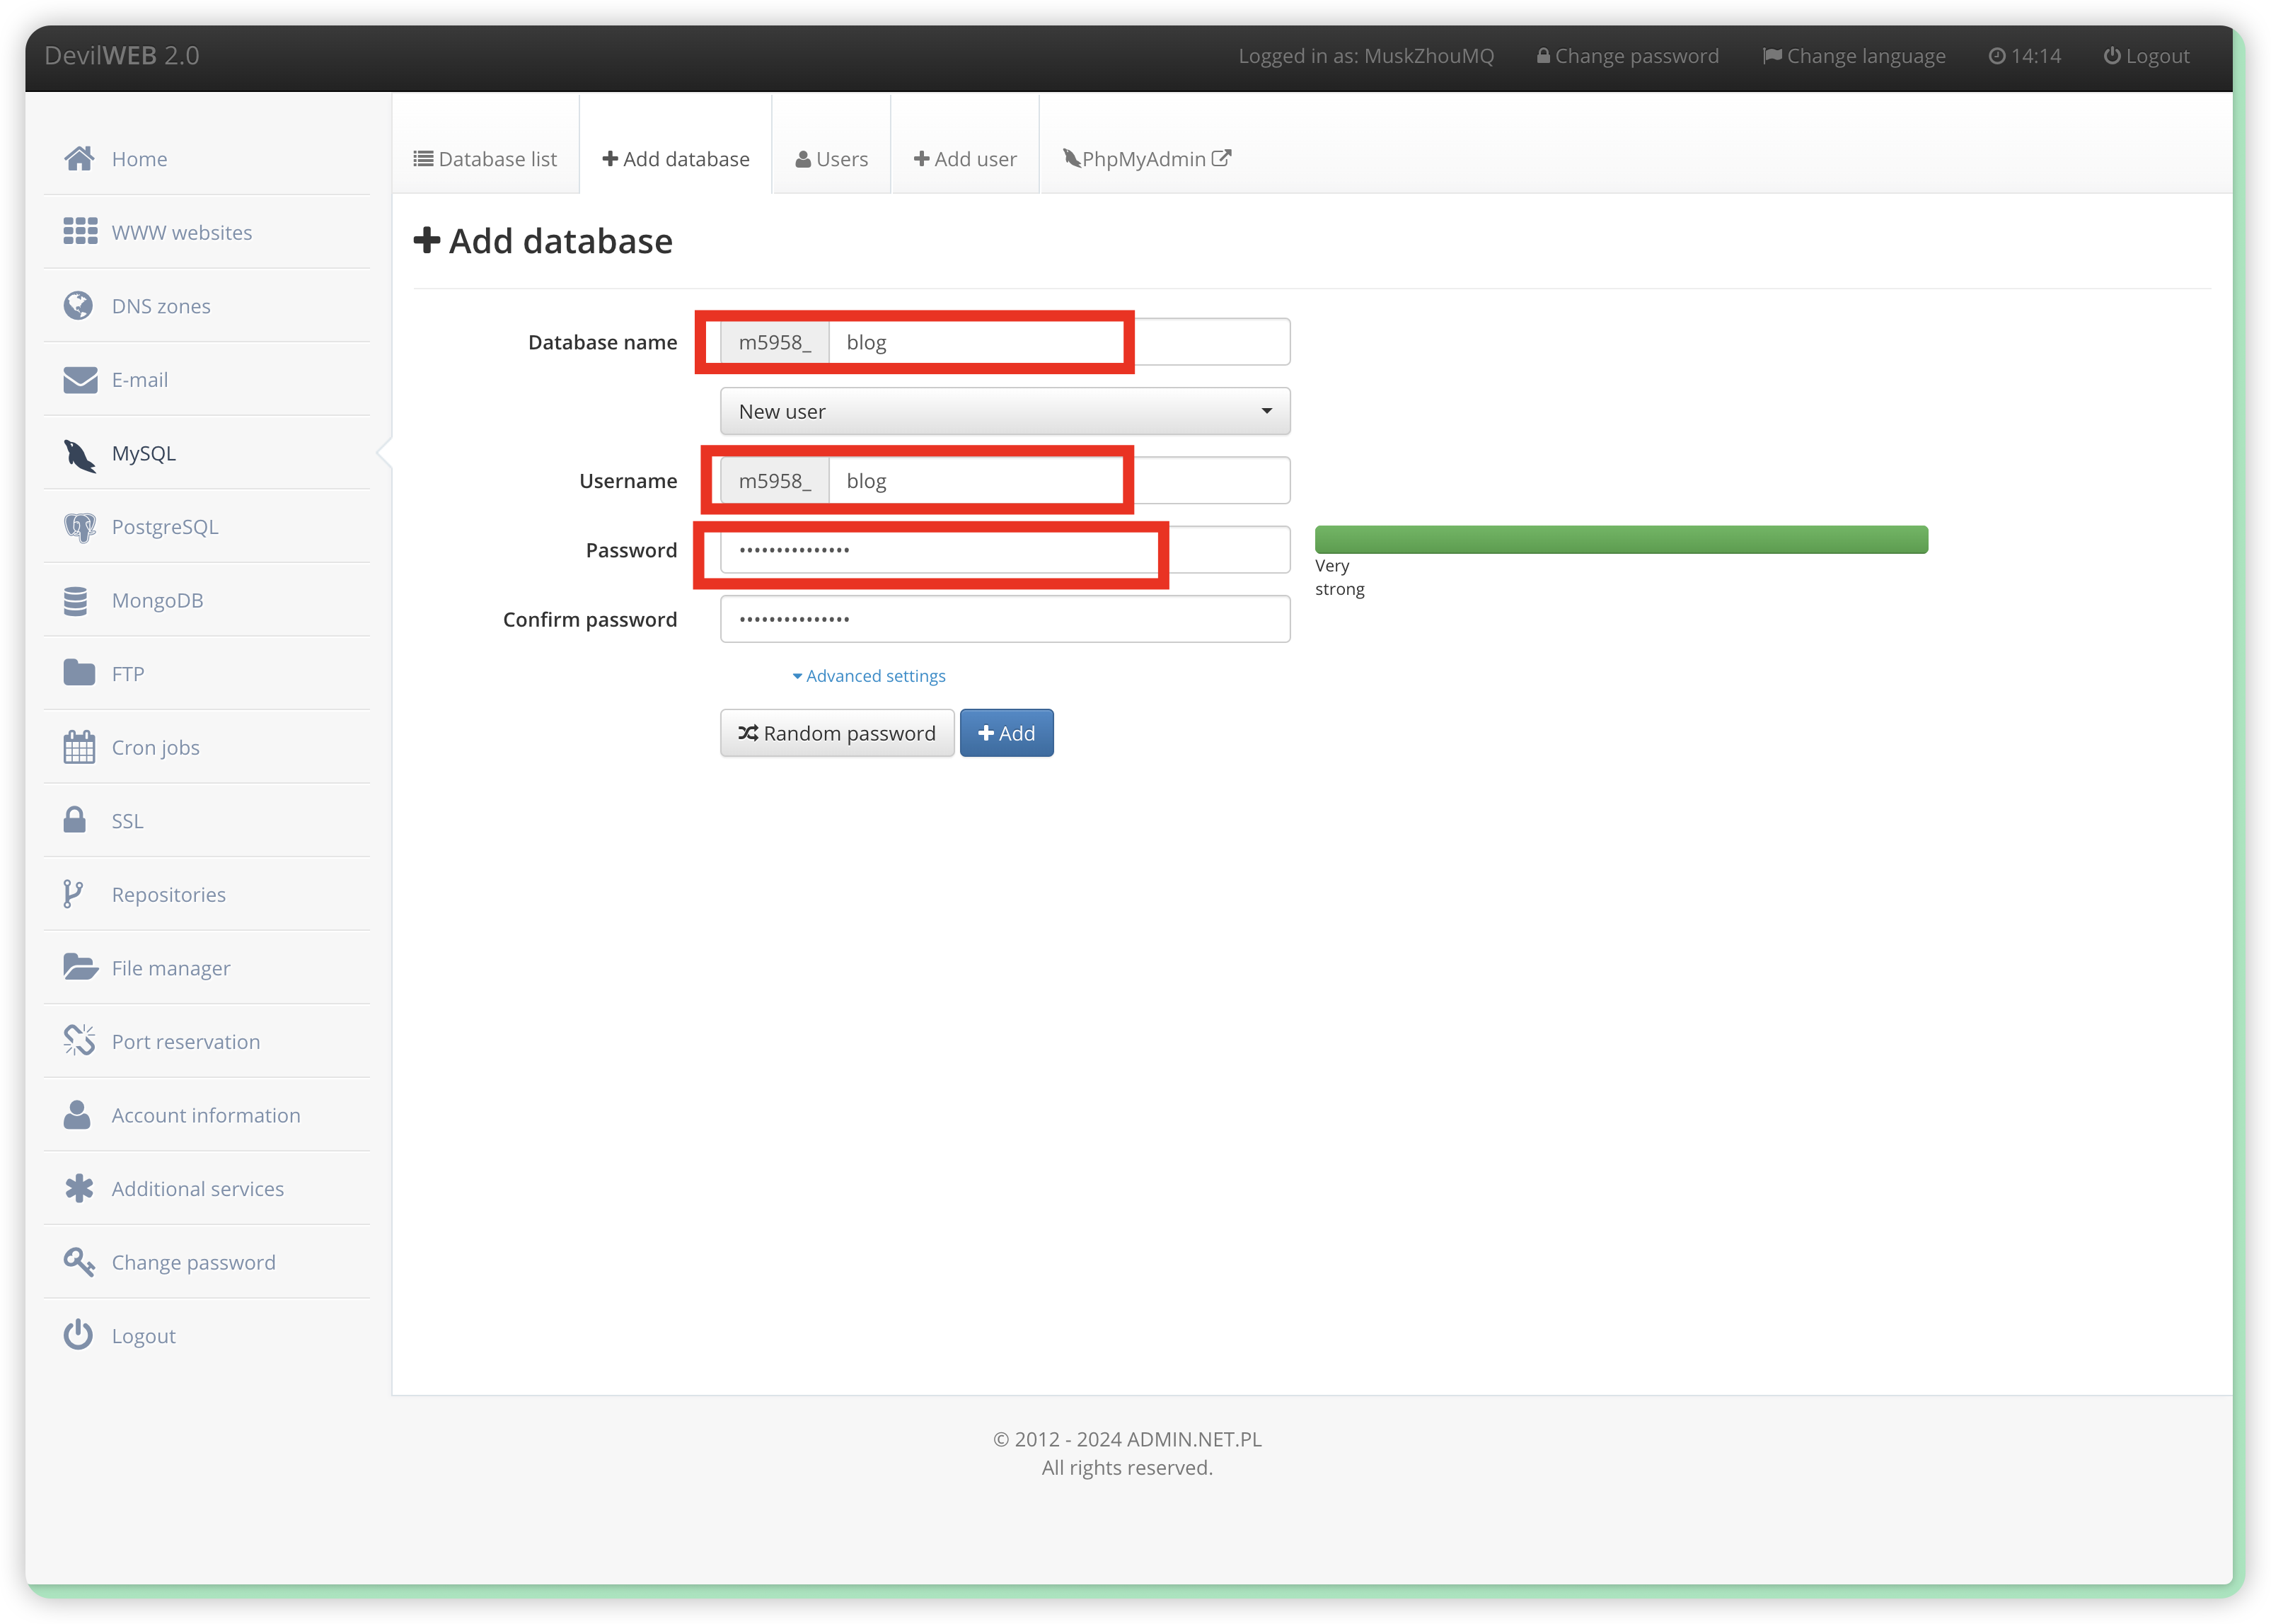 DevilWEB 2.0
Logged in as: MuskZhouMQ
Change password
Change language
14:14
Logout
Home
WWW websites
DNS zones
E-mail
MySQL
PostgreSQL
MongoDB
FTP
Cron jobs
SSL
Repositories
File manager
Port reservation
Account information
Additional services
Change password
Logout
Database list
Add database
Users
Add user
PhpMyAdmin
Add database
Database name
m5958_ blog
New user
Username
m5958_ blog
Password
•••••••••••••••
Very
strong
Confirm password
•••••••••••••••
Advanced settings
Random password
Add
© 2012 - 2024 ADMIN.NET.PL
All rights reserved.